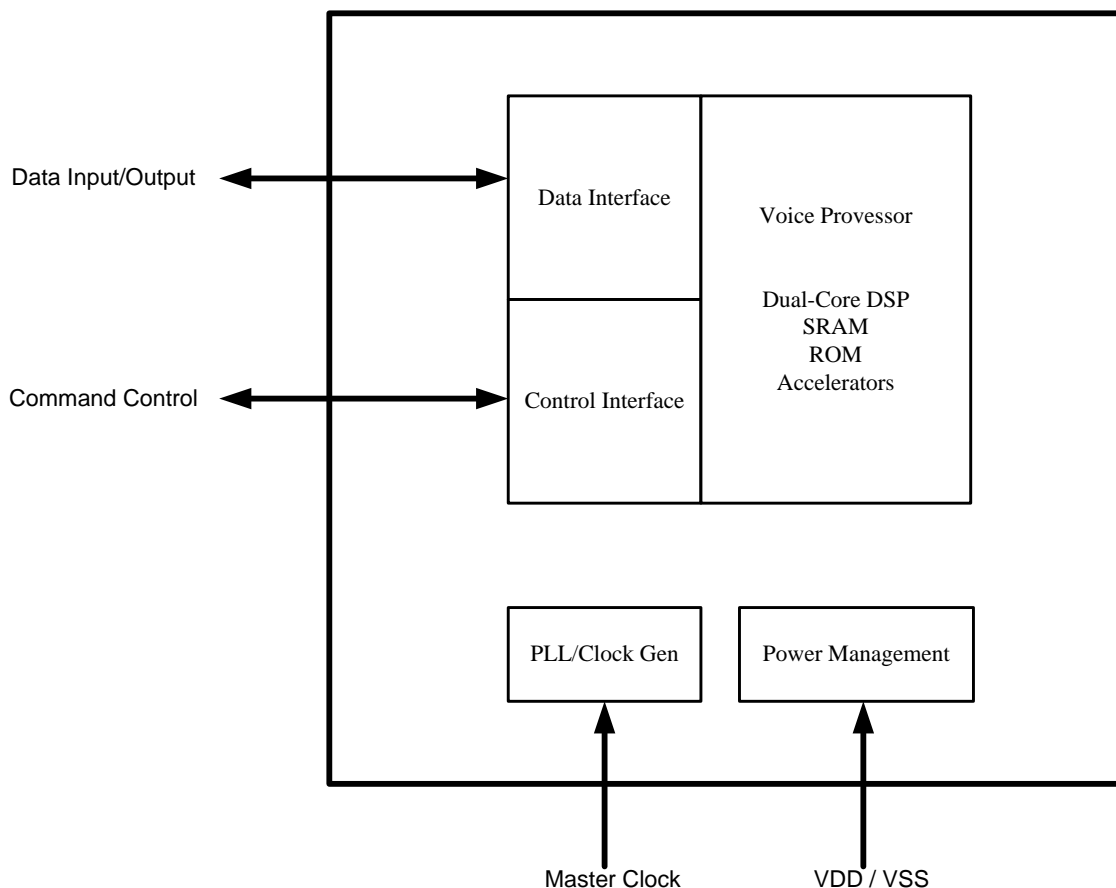 Data Input/Output
Data Interface
Voice Provessor
Dual-Core DSP
SRAM
ROM
Accelerators
Command Control
Control Interface
PLL/Clock Gen
Power Management
Master Clock
VDD / VSS